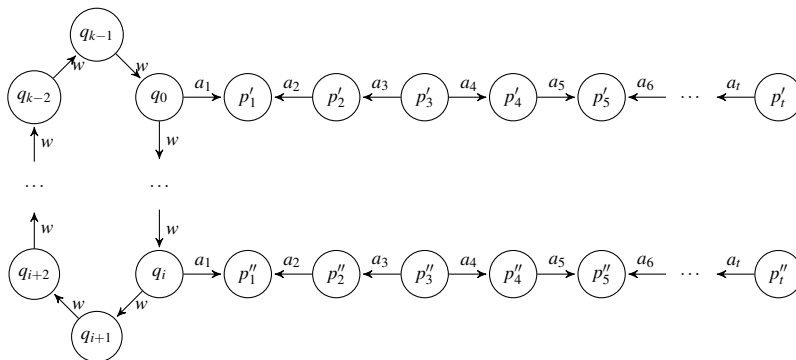 q_{k−1}
w w
q_{k−2} q_0 a_1 p′_1 a_2 p′_2 a_3 p′_3 a_4 p′_4 a_5 p′_5 a_6 ⋯ a_t p′_t
w w
⋯ ⋯
w w
q_{i+2} q_i a_1 p″_1 a_2 p″_2 a_3 p″_3 a_4 p″_4 a_5 p″_5 a_6 ⋯ a_t p″_t
w w
q_{i+1}